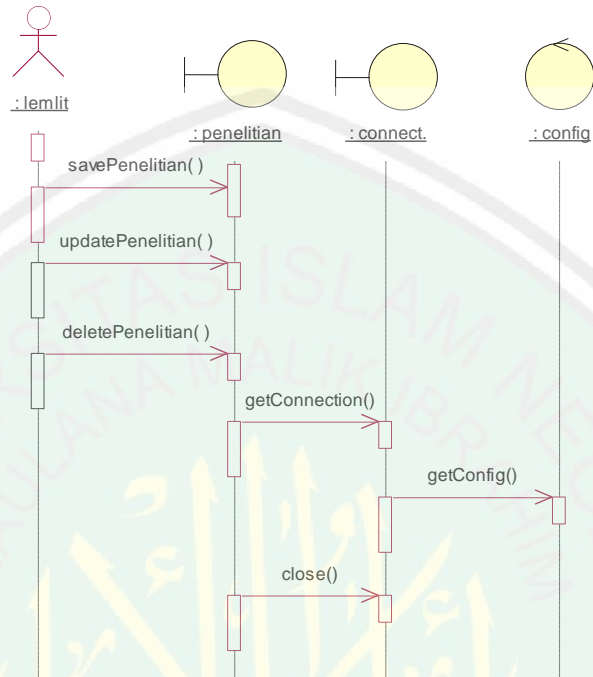 : lemlit
: penelitian
: connect.
: config
savePenelitian( )
updatePenelitian( )
deletePenelitian( )
getConnection()
getConfig()
close()